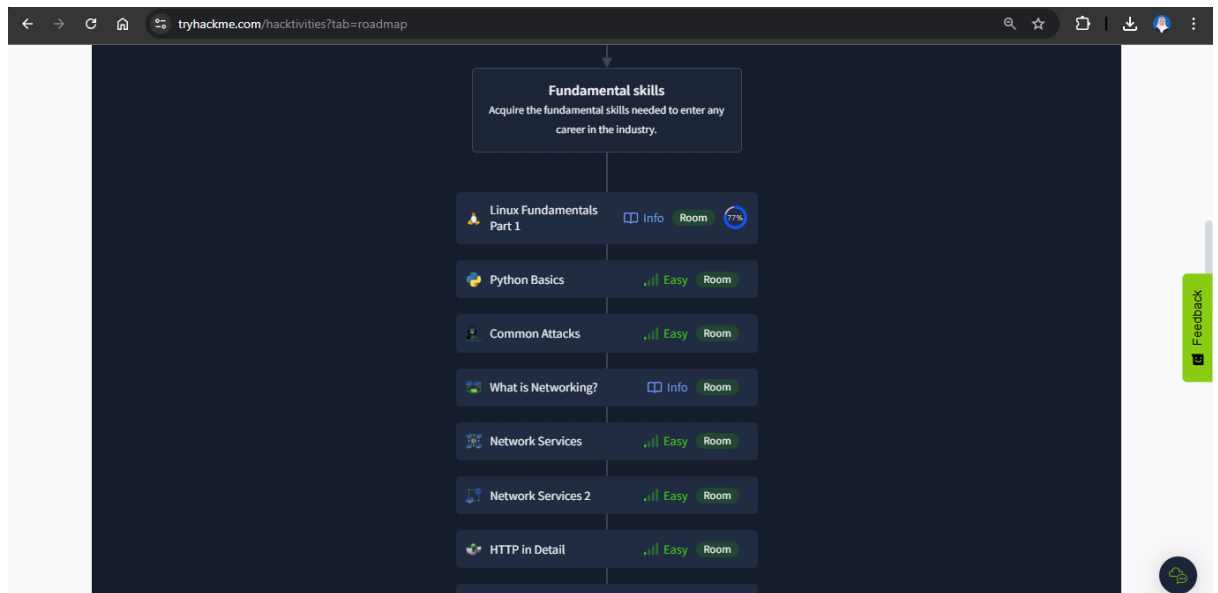 tryhackme.com/hacktivities?tab=roadmap
Fundamental skills
Acquire the fundamental skills needed to enter any
career in the industry.
Linux Fundamentals
Part 1
Info Room 77%
Python Basics Easy Room
Common Attacks Easy Room
What is Networking? Info Room
Network Services Easy Room
Network Services 2 Easy Room
HTTP in Detail Easy Room
Feedback